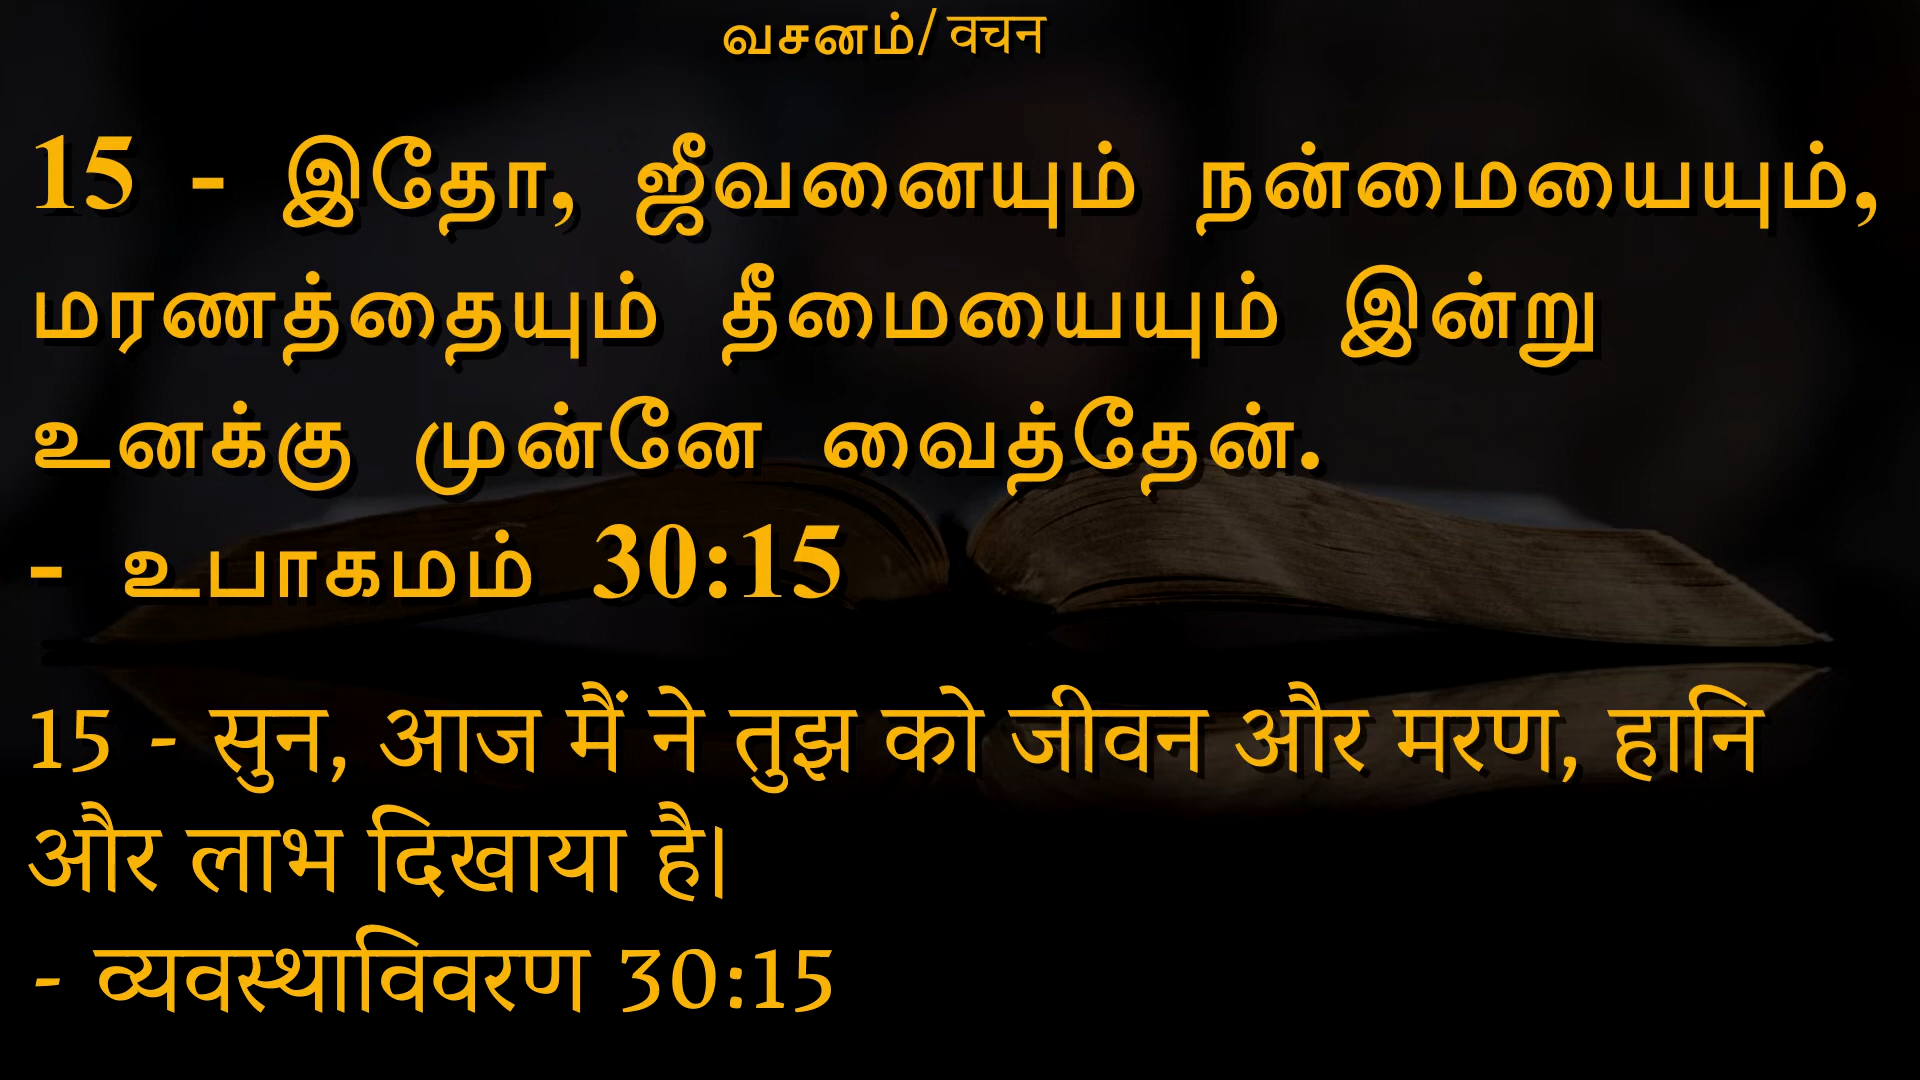 வசனம்/वचन
15 - இதோ, ஜீவனையும் நன்மையையும்,
மரணத்தையும் தீமையையும் இன்று
உனக்கு முன்னே வைத்தேன்.
- உபாகமம் 30:15
15 - सुन, आज मैं ने तुझ को जीवन और मरण, हानि
और लाभ दिखाया है।
- व्यवस्थाविवरण 30:15